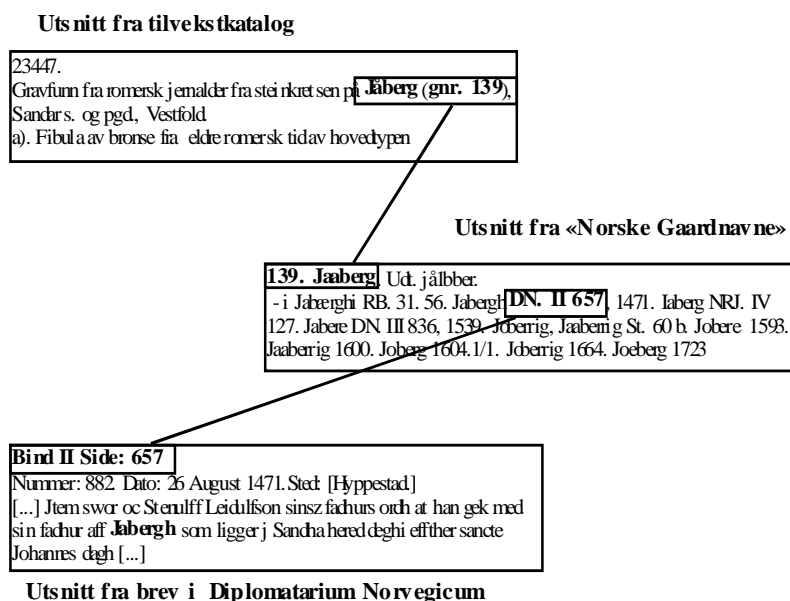 Utsnitt fra tilvekstkatalog
23447.
Gravfunn fra romersk jernalder fra steinkretsen på Jåberg (gnr. 139),
Sandar s. og pgd., Vestfold.
a). Fibula av bronse fra eldre romersk tid av hovedtypen
Utsnitt fra «Norske Gaardnavne»
139. Jaaberg. Udt. jålbber.
- i Jabærghi RB. 31. 56. Jabergh DN. II 657, 1471. Iaberg NRJ. IV
127. Jabere DN. III 836, 1539. Joberrig, Jaaberrig St. 60 b. Jobere 1593.
Jaaberrig 1600. Joberg 1604.1/1. Joberrig 1664. Joeberg 1723
Bind II Side: 657
Nummer: 882. Dato: 26 August 1471. Sted: [Hyppestad.]
[...] Jtem swor oc Stenulff Leidulfson sinsz fadhurs ordh at han gek med
sin fadhur aff Jabergh som ligger j Sandha hered deghi effther sancte
Johannes dagh [...]
Utsnitt fra brev i Diplomatarium Norvegicum